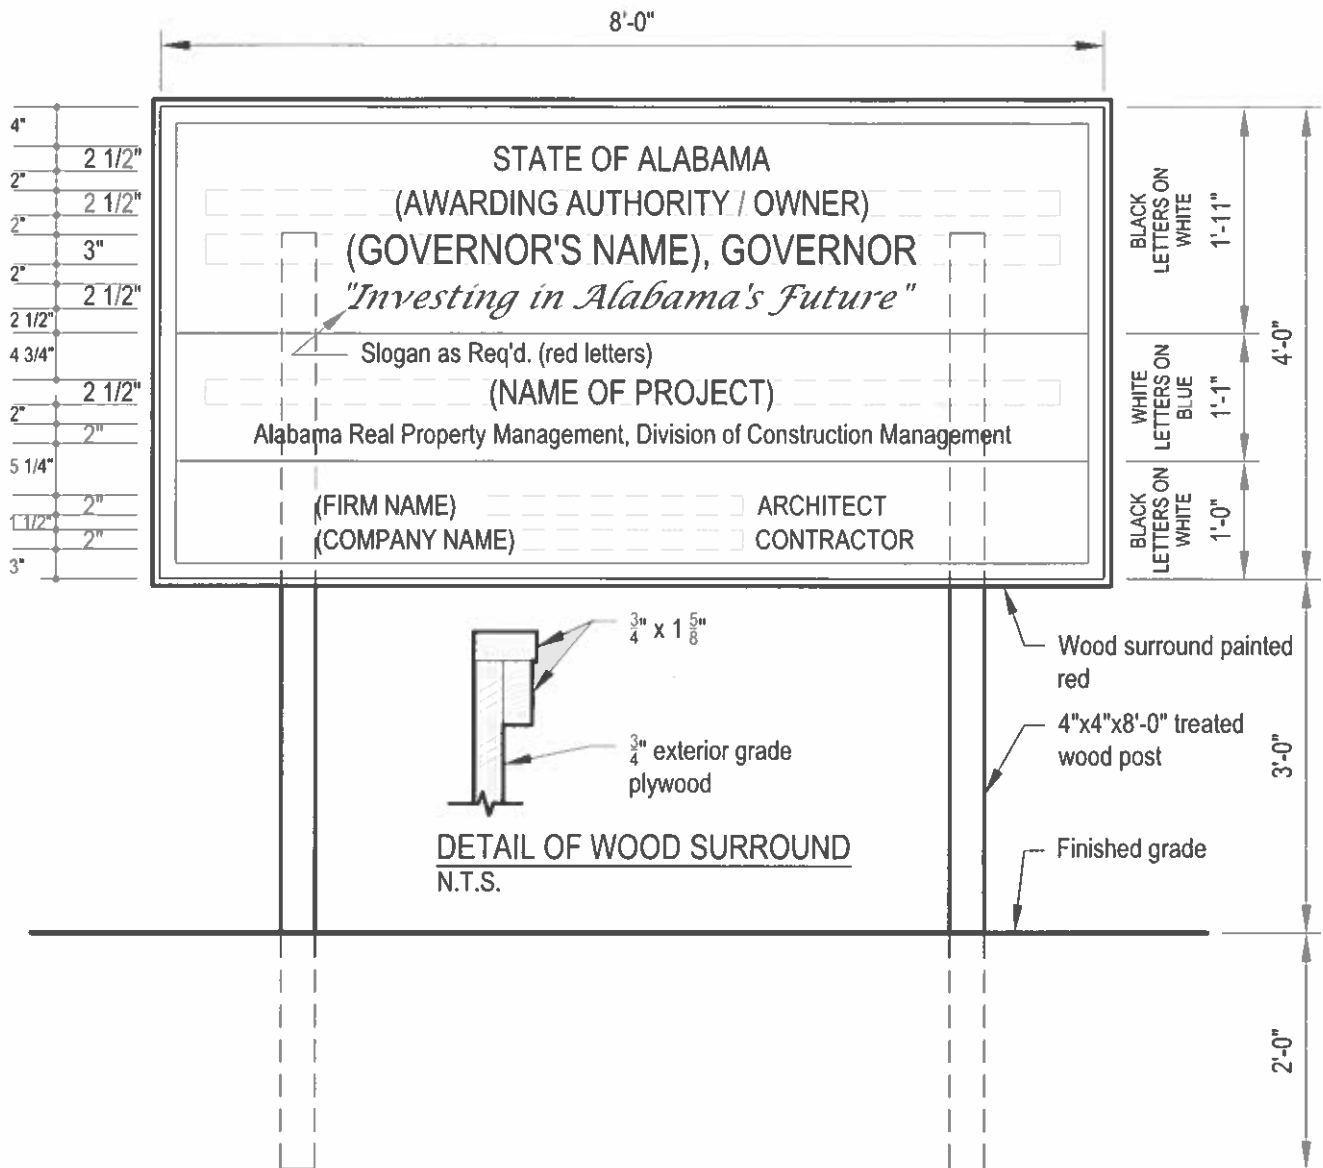 8'-0"
4"
2 1/2"
2"
2 1/2"
2"
3"
2"
2 1/2"
2 1/2"
4 3/4"
2 1/2"
2"
2"
5 1/4"
2"
1 1/2"
2"
3"
STATE OF ALABAMA
(AWARDING AUTHORITY / OWNER)
(GOVERNOR'S NAME), GOVERNOR
"Investing in Alabama's Future"
Slogan as Req'd. (red letters)
(NAME OF PROJECT)
Alabama Real Property Management, Division of Construction Management
(FIRM NAME) ARCHITECT
(COMPANY NAME) CONTRACTOR
BLACK
LETTERS ON
WHITE
1'-11"
WHITE
LETTERS ON
BLUE
1'-1"
BLACK
LETTERS ON
WHITE
1'-0"
4'-0"
3/4" x 1 5/8"
3/4" exterior grade
plywood
DETAIL OF WOOD SURROUND
N.T.S.
Wood surround painted
red
4"x4"x8'-0" treated
wood post
Finished grade
3'-0"
2'-0"